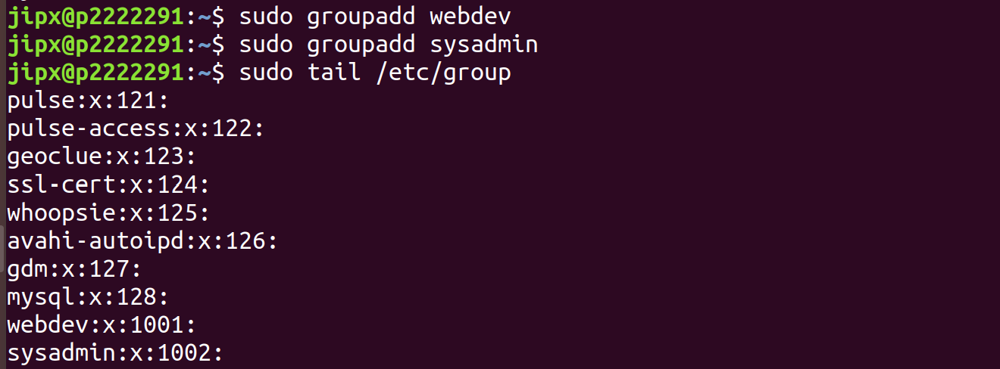 jipx@p2222291:~$ sudo groupadd webdev
jipx@p2222291:~$ sudo groupadd sysadmin
jipx@p2222291:~$ sudo tail /etc/group
pulse:x:121:
pulse-access:x:122:
geoclue:x:123:
ssl-cert:x:124:
whoopsie:x:125:
avahi-autoipd:x:126:
gdm:x:127:
mysql:x:128:
webdev:x:1001:
sysadmin:x:1002: